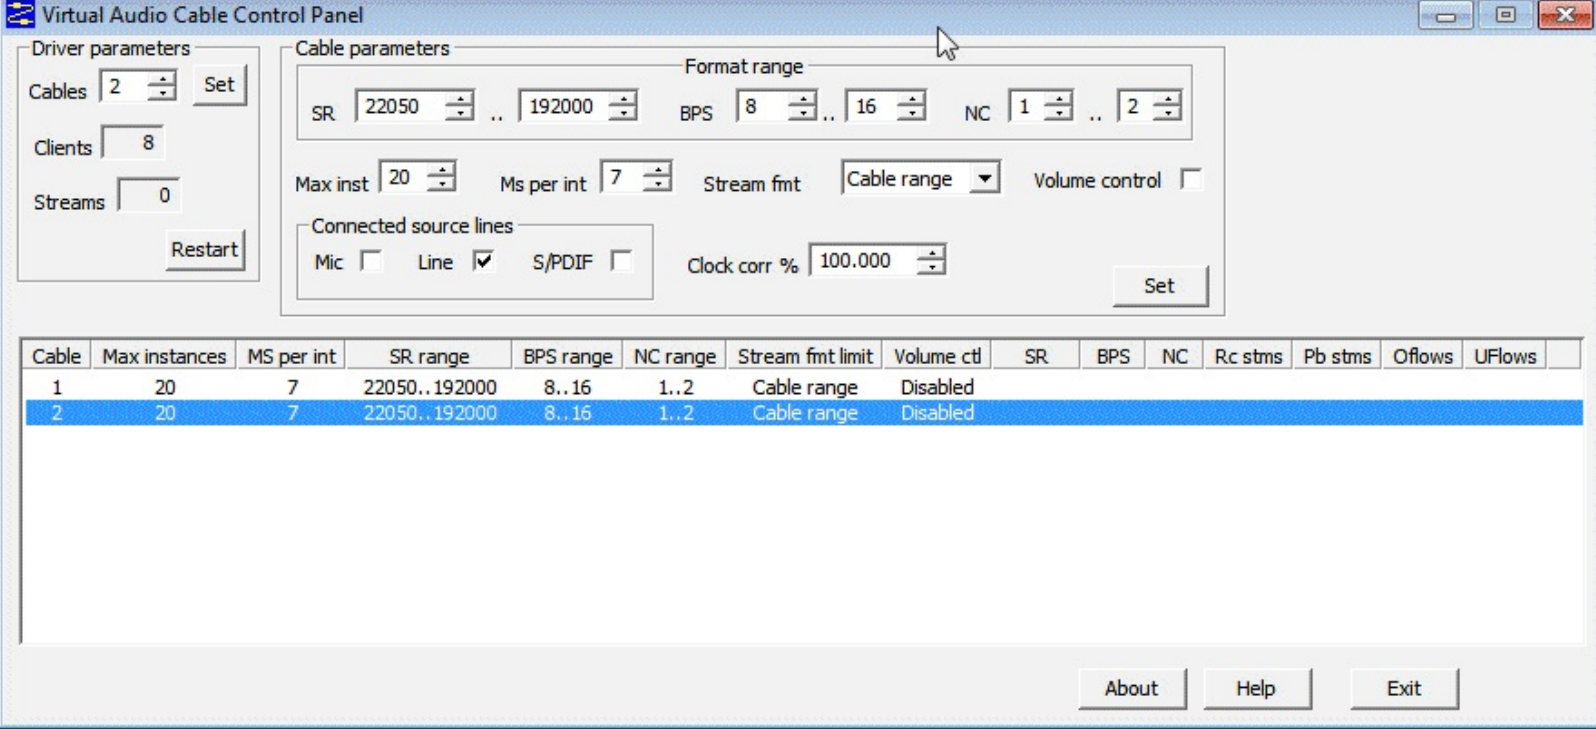 Virtual Audio Cable Control Panel
Driver parameters
Cables 2 Set
Clients 8
Streams 0
Restart
Cable parameters
Format range
SR 22050 .. 192000 BPS 8 .. 16 NC 1 .. 2
Max inst 20 Ms per int 7 Stream fmt Cable range Volume control
Connected source lines
Mic Line S/PDIF
Clock corr % 100.000
Set
Cable Max instances MS per int SR range BPS range NC range Stream fmt limit Volume ctl SR BPS NC Rc stms Pb stms Oflows UFlows
1 20 7 22050..192000 8..16 1..2 Cable range Disabled
2 20 7 22050..192000 8..16 1..2 Cable range Disabled
About Help Exit